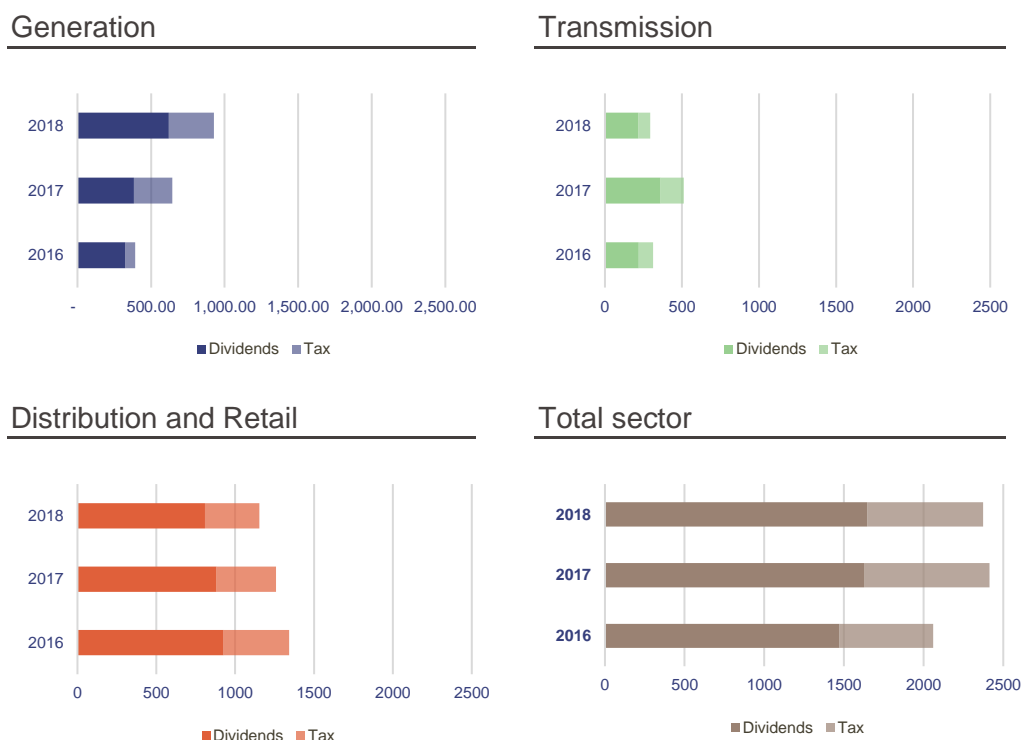 Generation
2018
2017
2016
- 500.00 1,000.00 1,500.00 2,000.00 2,500.00
Dividends Tax
Transmission
2018
2017
2016
0 500 1000 1500 2000 2500
Dividends Tax
Distribution and Retail
2018
2017
2016
0 500 1000 1500 2000 2500
Dividends Tax
Total sector
2018
2017
2016
0 500 1000 1500 2000 2500
Dividends Tax